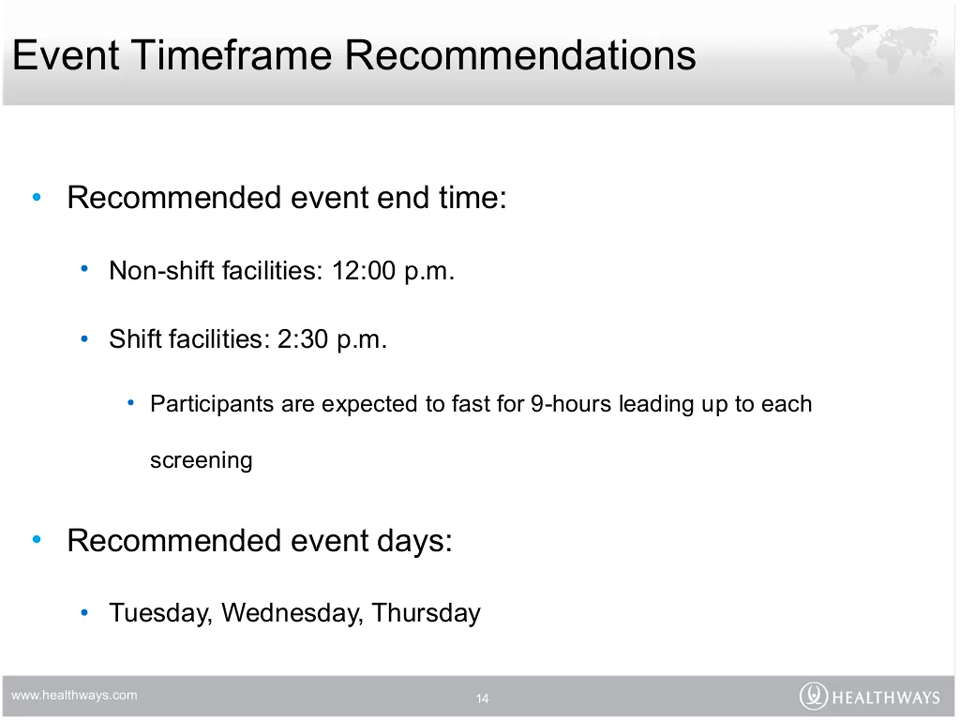 Event Timeframe Recommendations
• Recommended event end time:
• Non-shift facilities: 12:00 p.m.
• Shift facilities: 2:30 p.m.
• Participants are expected to fast for 9-hours leading up to each
screening
• Recommended event days:
• Tuesday, Wednesday, Thursday
www.healthways.com
14
HEALTHWAYS